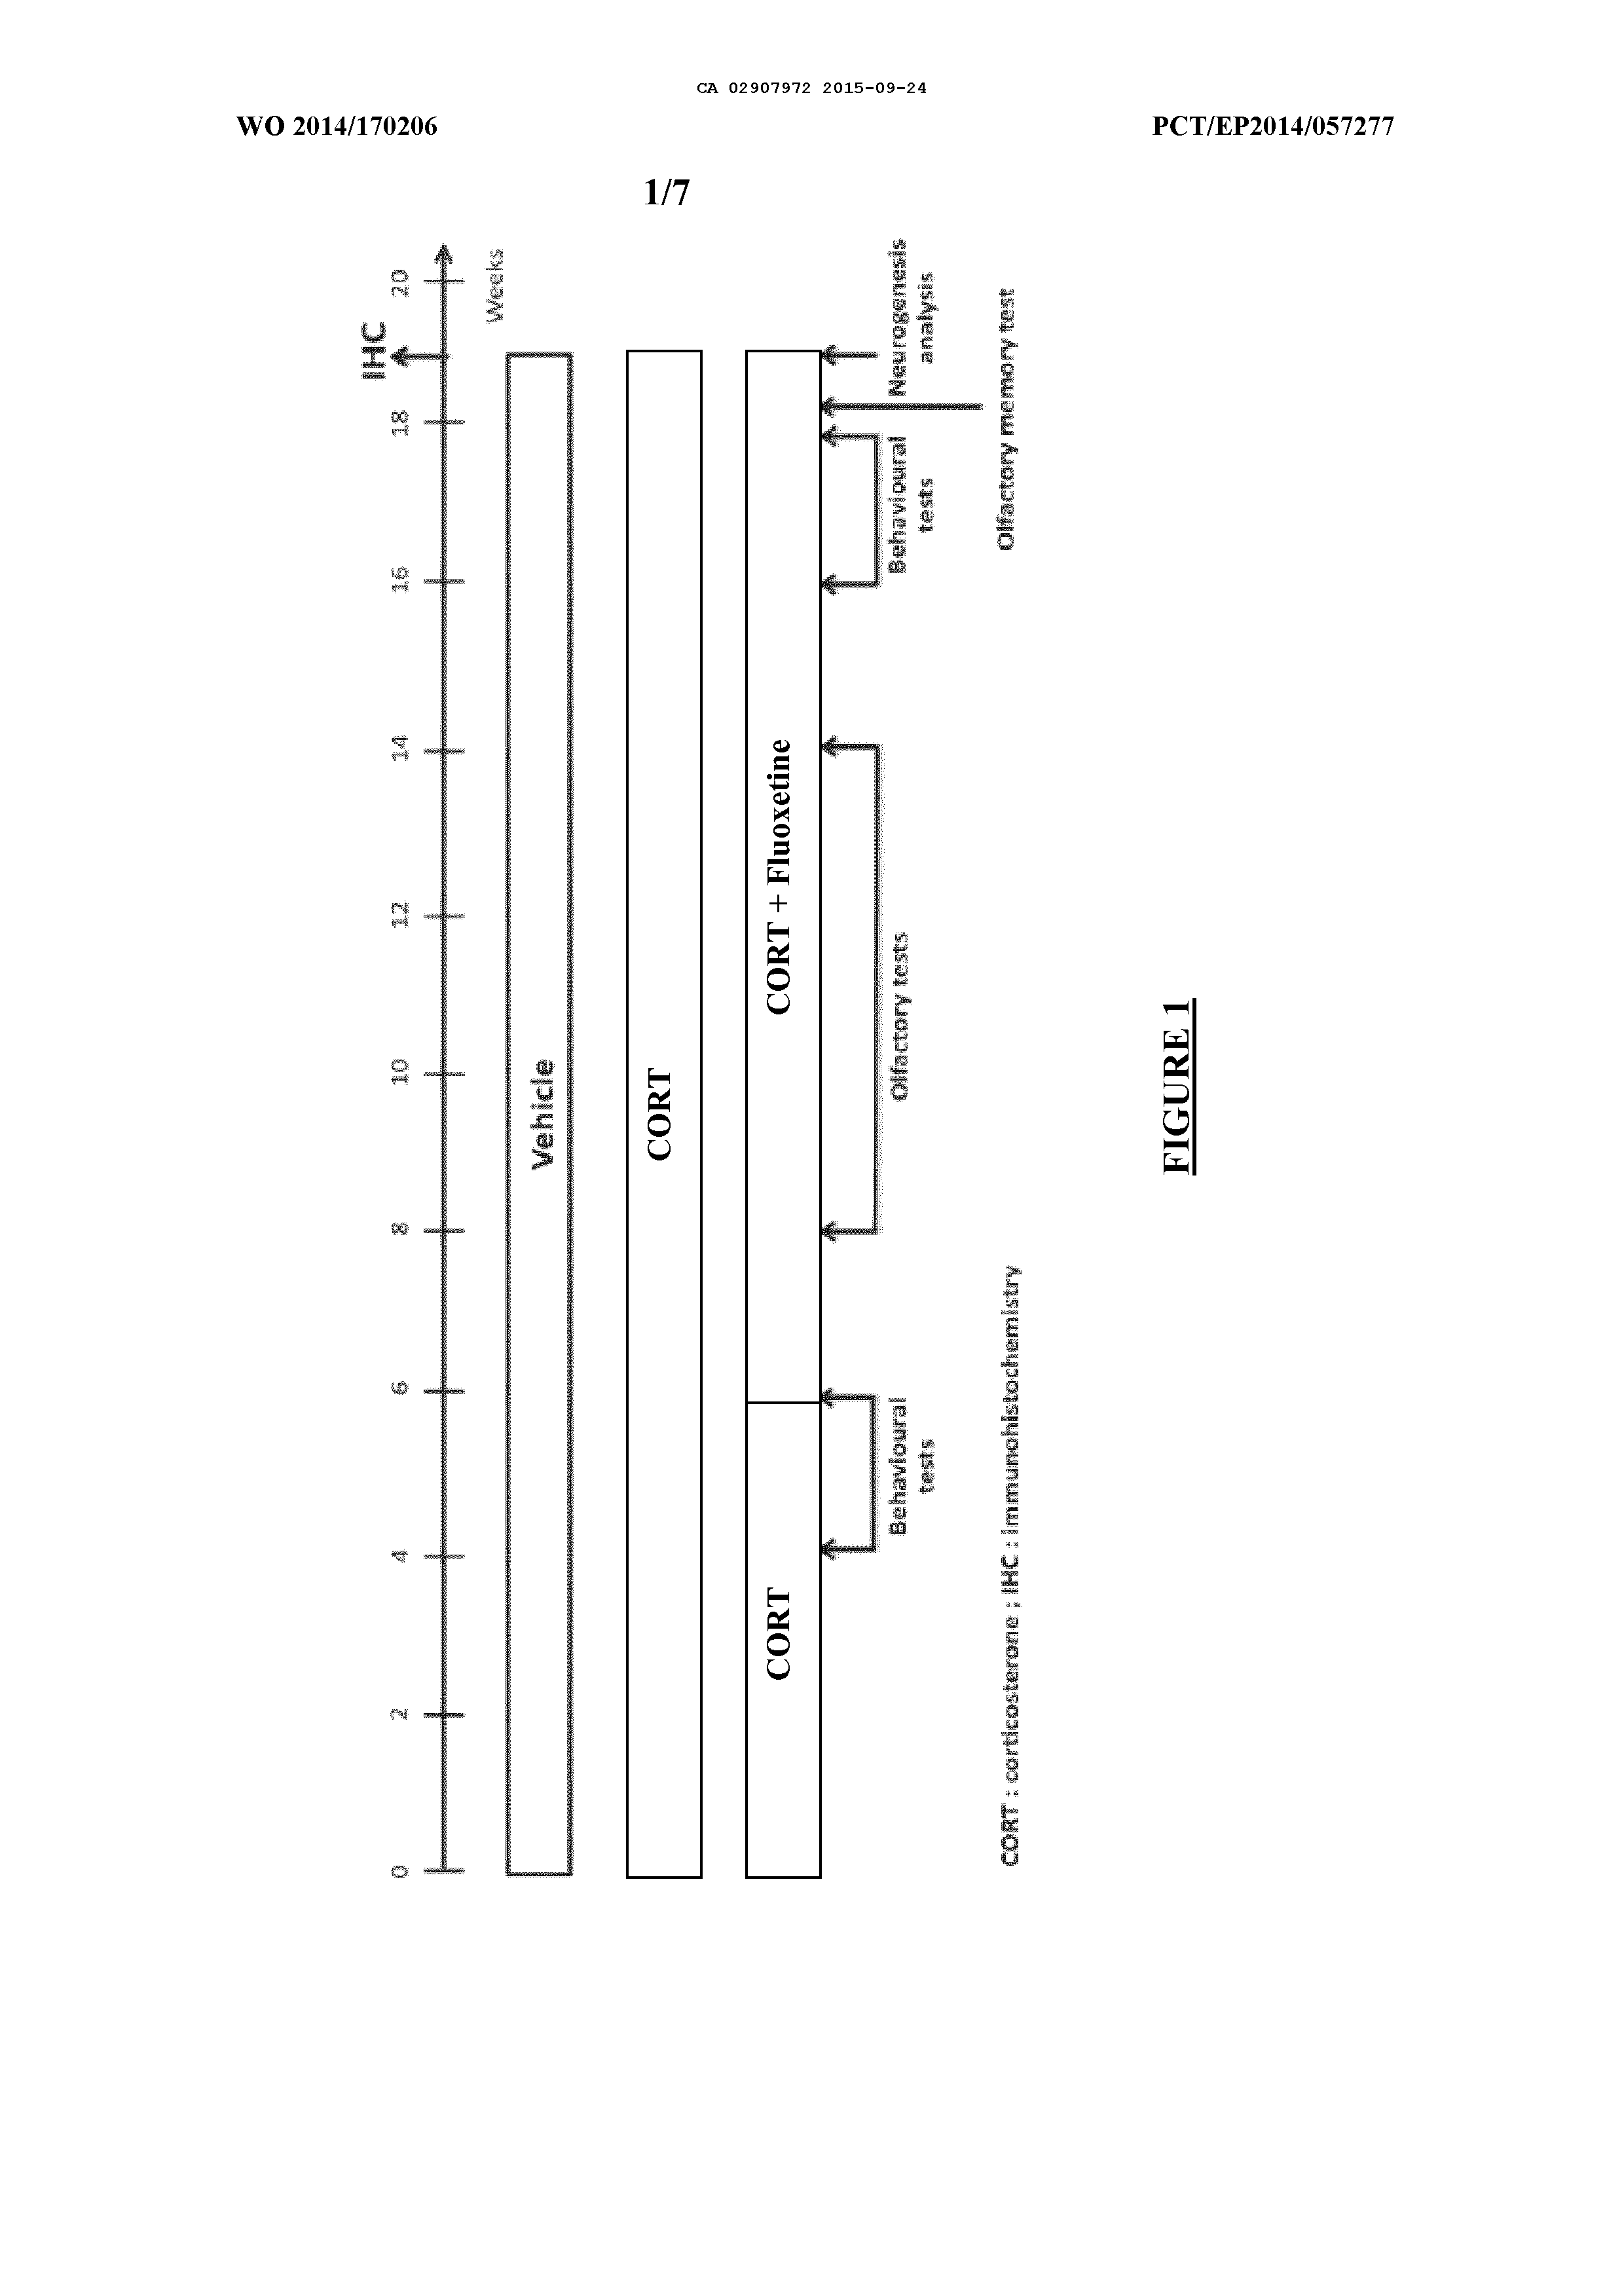 CA 02907972 2015-09-24
WO 2014/170206
PCT/EP2014/057277
1/7
IHC
0 2 4 6 8 10 12 14 16 18 20
Weeks
Vehicle
CORT
CORT
CORT + Fluoxetine
Behavioural
tests
Olfactory tests
Behavioural
tests
Neurogenesis
analysis
Olfactory memory test
CORT : corticosterone ; IHC : immunohistochemistry
FIGURE 1